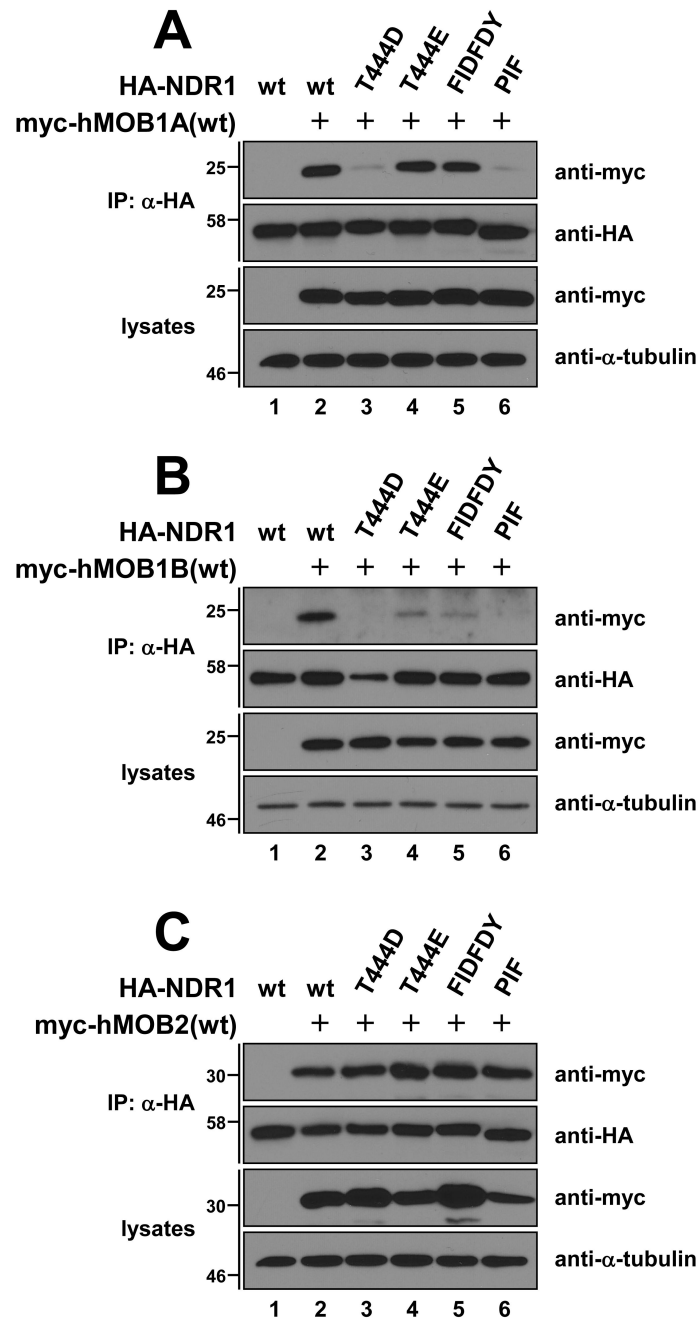 A
T444D T444E FIDFDY PIF
HA-NDR1 wt wt
myc-hMOB1A(wt) + + + + +
25 anti-myc
IP: α-HA
58 anti-HA
25 anti-myc
lysates
46 anti-α-tubulin
1 2 3 4 5 6
B
T444D T444E FIDFDY PIF
HA-NDR1 wt wt
myc-hMOB1B(wt) + + + + +
25 anti-myc
IP: α-HA
58 anti-HA
25 anti-myc
lysates
46 anti-α-tubulin
1 2 3 4 5 6
C
T444D T444E FIDFDY PIF
HA-NDR1 wt wt
myc-hMOB2(wt) + + + + +
30 anti-myc
IP: α-HA
58 anti-HA
30 anti-myc
lysates
46 anti-α-tubulin
1 2 3 4 5 6